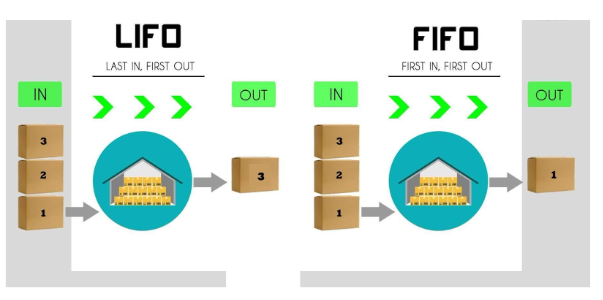 LIFO
LAST IN, FIRST OUT
IN
OUT
3
2
1
3
FIFO
FIRST IN, FIRST OUT
IN
OUT
3
2
1
1